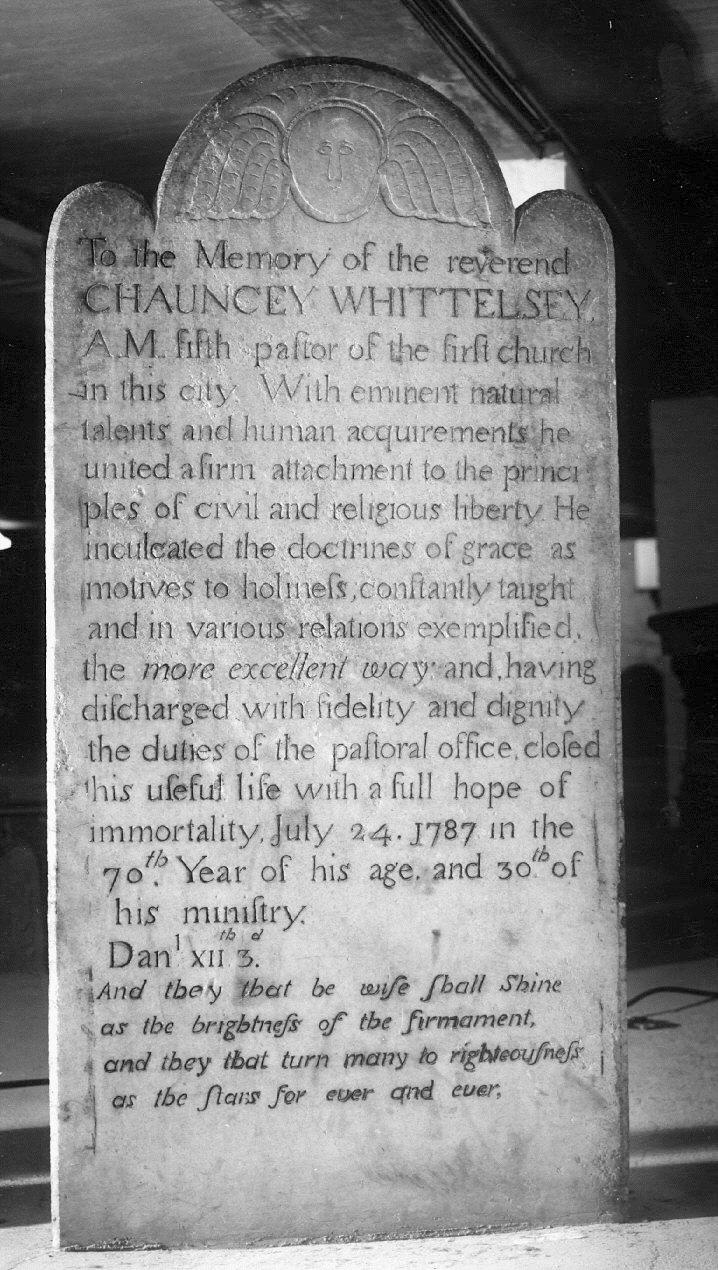 To the Memory of the reverend
CHAUNCEY WHITTELSEY,
A.M. fifth paſtor of the firſt church
in this city. With eminent natural
talents and human acquirements he
united a firm attachment to the princi
ples of civil and religious liberty. He
inculcated the doctrines of grace as
motives to holineſs, conſtantly taught
and in various relations exemplified,
the more excellent way: and, having
diſcharged with fidelity and dignity
the duties of the paſtoral office, cloſed
his uſeful life with a full hope of
immortality, July 24. 1787 in the
70th. Year of his age. and 30th. of
his miniſtry.
Danl XIIth 3d.
And they that be wiſe ſhall Shine
as the brightneſs of the firmament,
and they that turn many to righteouſneſs
as the ſtars for ever and ever,